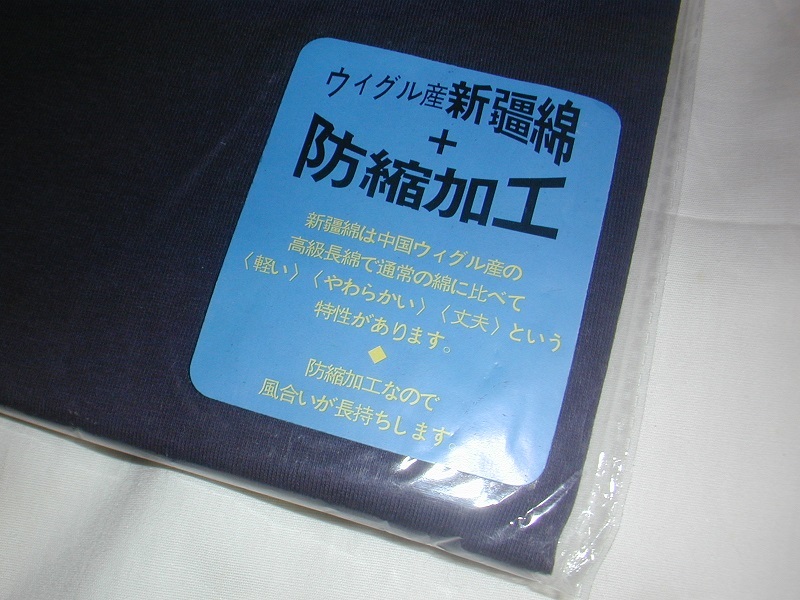 ウィグル産新疆綿
+
防縮加工
新疆綿は中国ウィグル産の
高級長綿で通常の綿に比べて
〈軽い〉〈やわらかい〉〈丈夫〉という
特性があります。
◆
防縮加工なので
風合いが長持ちします。